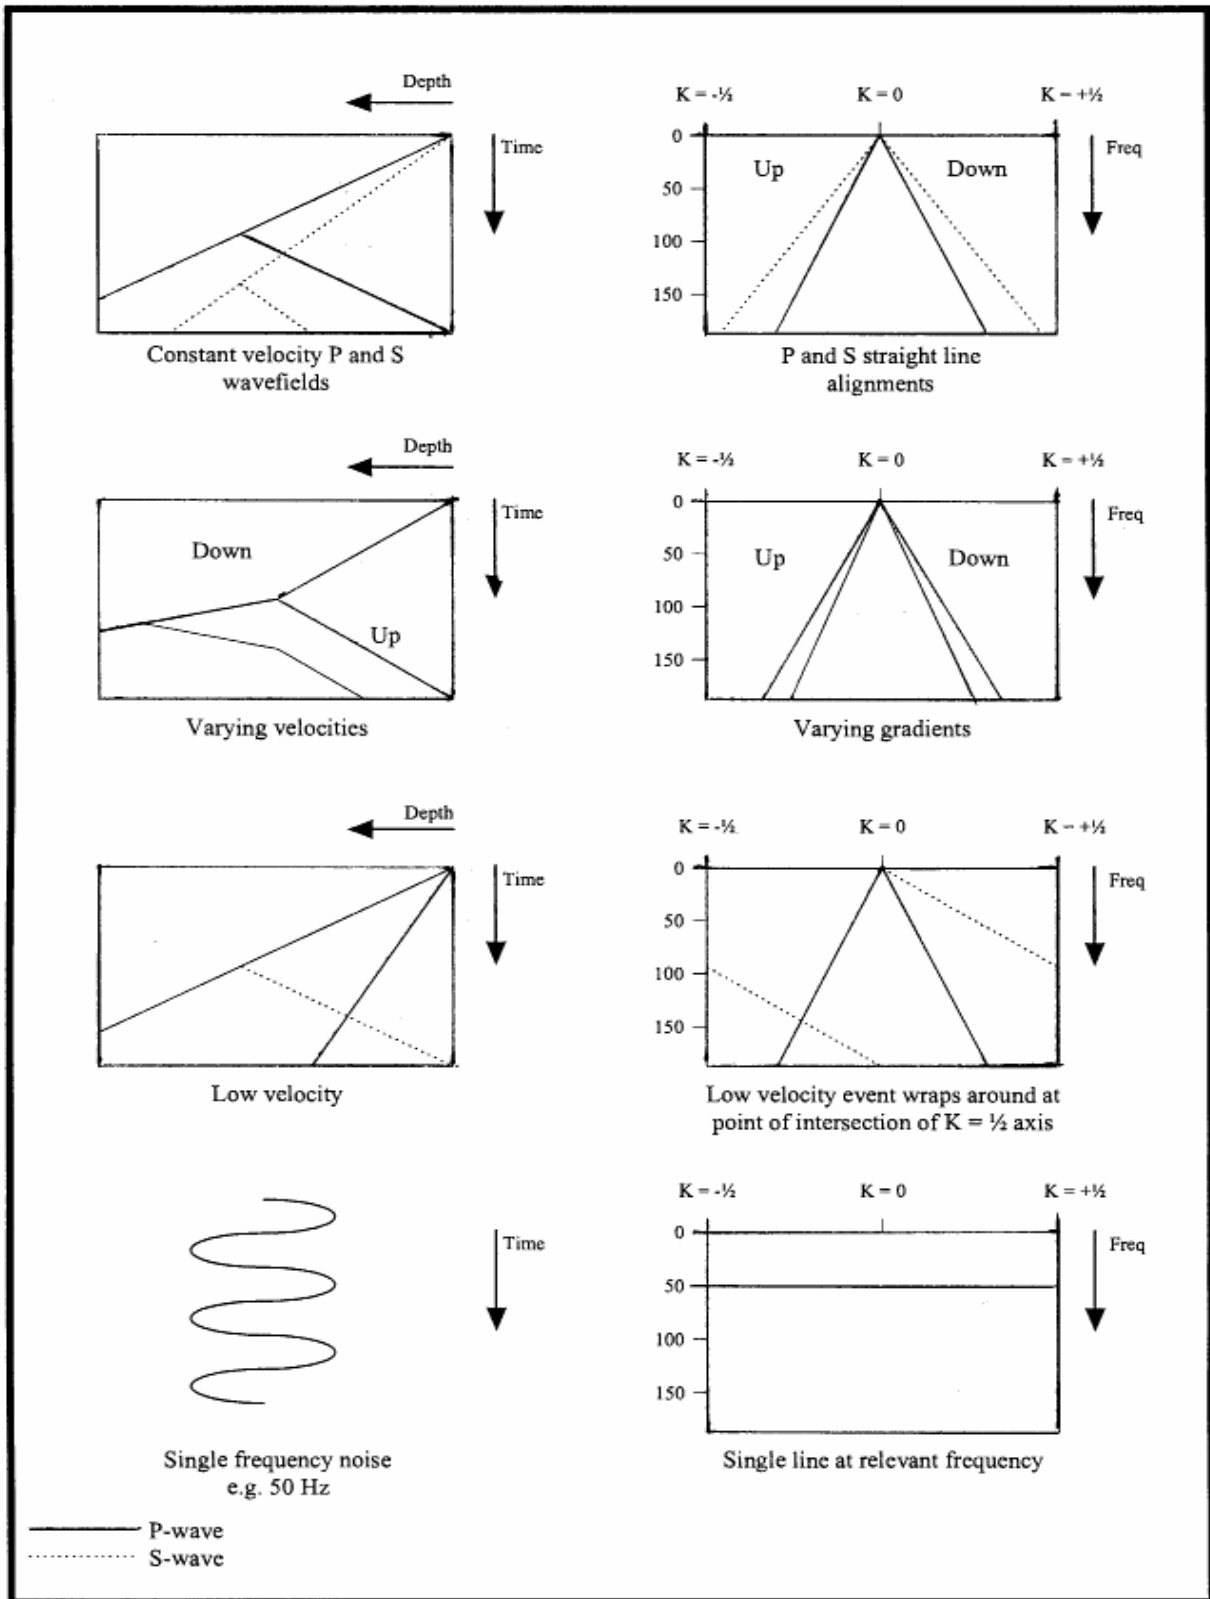 Depth
Time
Constant velocity P and S
wavefields
K = -½ K = 0 K = +½
0
50
100
150
Up Down
Freq
P and S straight line
alignments
Depth
Time
Down
Up
Varying velocities
K = -½ K = 0 K = +½
0
50
100
150
Up Down
Freq
Varying gradients
Depth
Time
Low velocity
K = -½ K = 0 K = +½
0
50
100
150
Freq
Low velocity event wraps around at
point of intersection of K = ½ axis
Time
Single frequency noise
e.g. 50 Hz
K = -½ K = 0 K = +½
0
50
100
150
Freq
Single line at relevant frequency
P-wave
S-wave